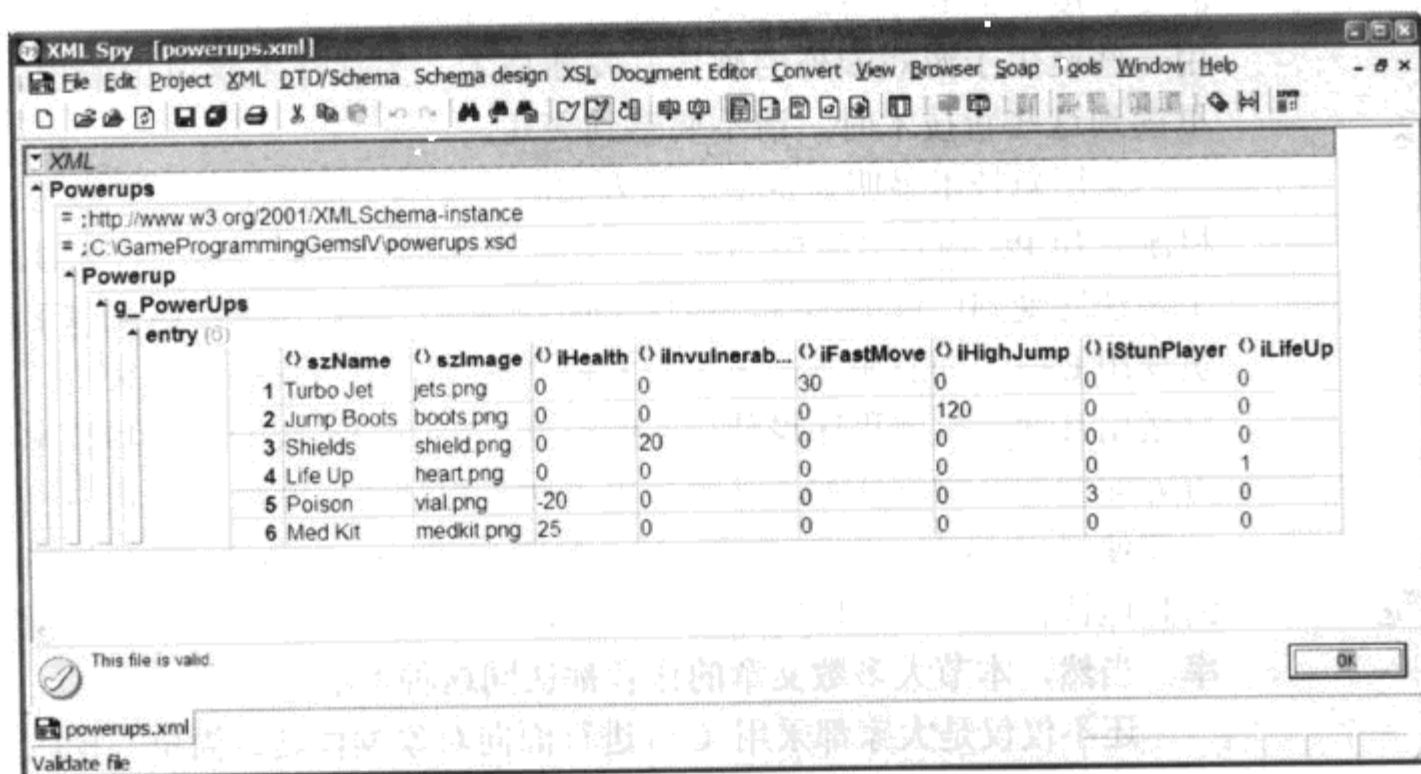 XML Spy [powerups.xml]
File Edit Project XML DTD/Schema Schema design XSL Document Editor Convert View Browser Soap Tools Window Help
XML
Powerups
= :http://www w3 org/2001/XMLSchema-instance
= :C:\GameProgrammingGemsIV\powerups xsd
Powerup
g_PowerUps
entry (6)
szName szImage iHealth iInvulnerab... iFastMove iHighJump iStunPlayer iLifeUp
1 Turbo Jet jets.png 0 0 30 0 0 0
2 Jump Boots boots.png 0 0 0 120 0 0
3 Shields shield.png 0 20 0 0 0 0
4 Life Up heart.png 0 0 0 0 0 1
5 Poison vial.png -20 0 0 0 3 0
6 Med Kit medkit png 25 0 0 0 0 0
This file is valid.
OK
powerups.xml
Validate file